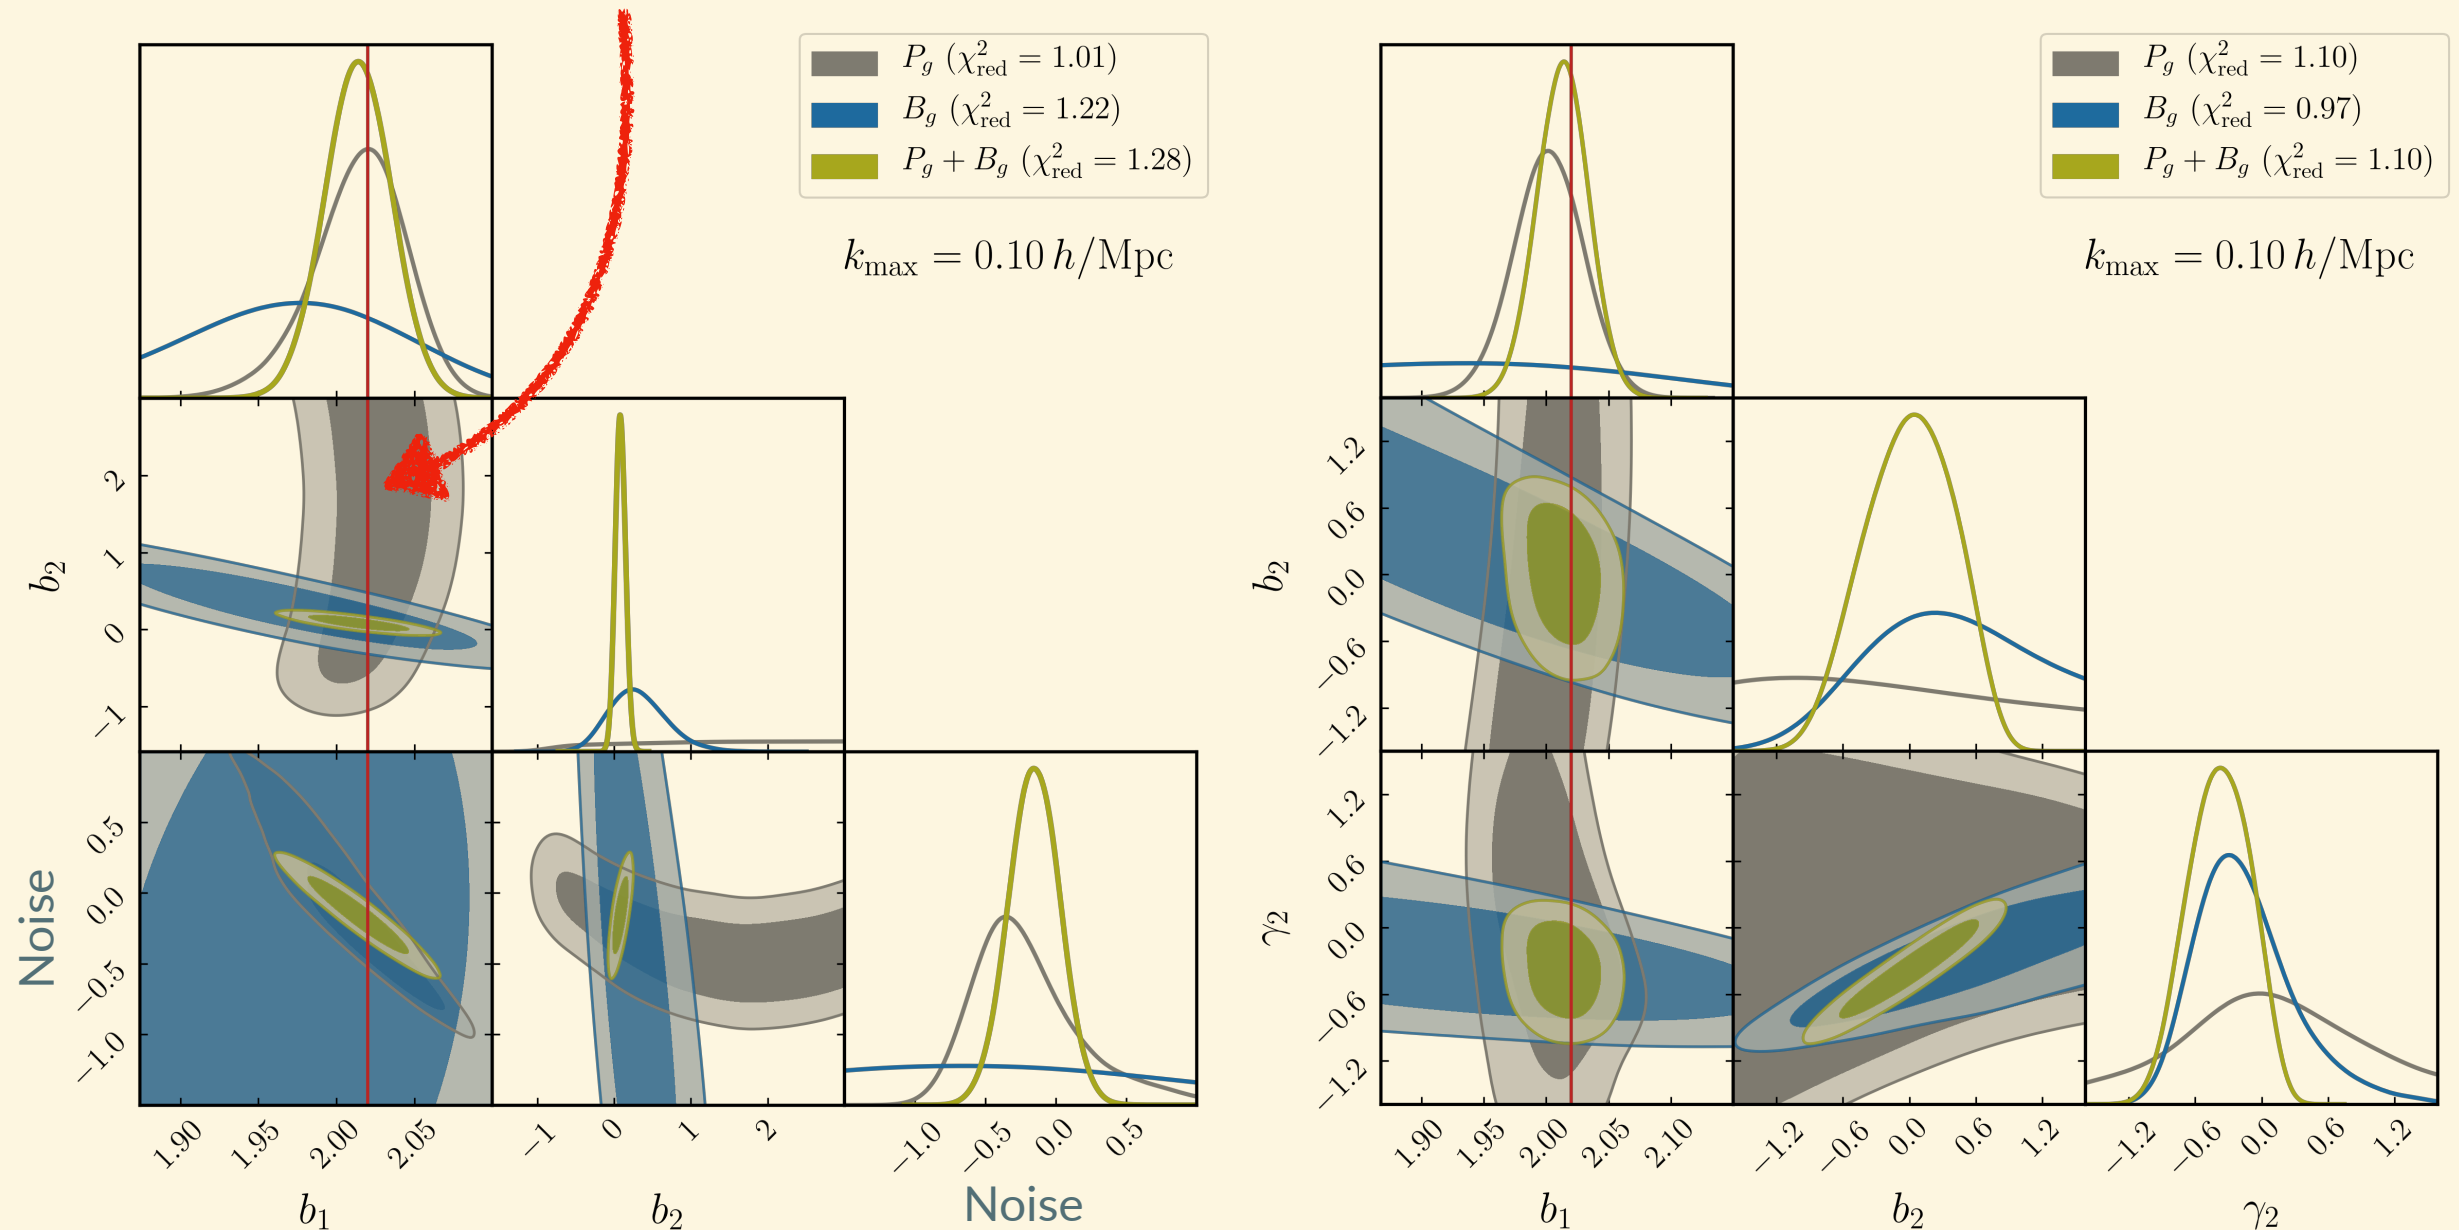 P_g (χ²_red = 1.01)
B_g (χ²_red = 1.22)
P_g + B_g (χ²_red = 1.28)
k_max = 0.10 h/Mpc
b_2
2
1
0
−1
Noise
0.5
0.0
−0.5
−1.0
1.90 1.95 2.00 2.05
−1 0 1 2
−1.0 −0.5 0.0 0.5
b_1 b_2 Noise
P_g (χ²_red = 1.10)
B_g (χ²_red = 0.97)
P_g + B_g (χ²_red = 1.10)
k_max = 0.10 h/Mpc
b_2
1.2
0.6
0.0
−0.6
−1.2
γ_2
1.2
0.6
0.0
−0.6
−1.2
1.90 1.95 2.00 2.05 2.10
−1.2 −0.6 0.0 0.6 1.2
−1.2 −0.6 0.0 0.6 1.2
b_1 b_2 γ_2